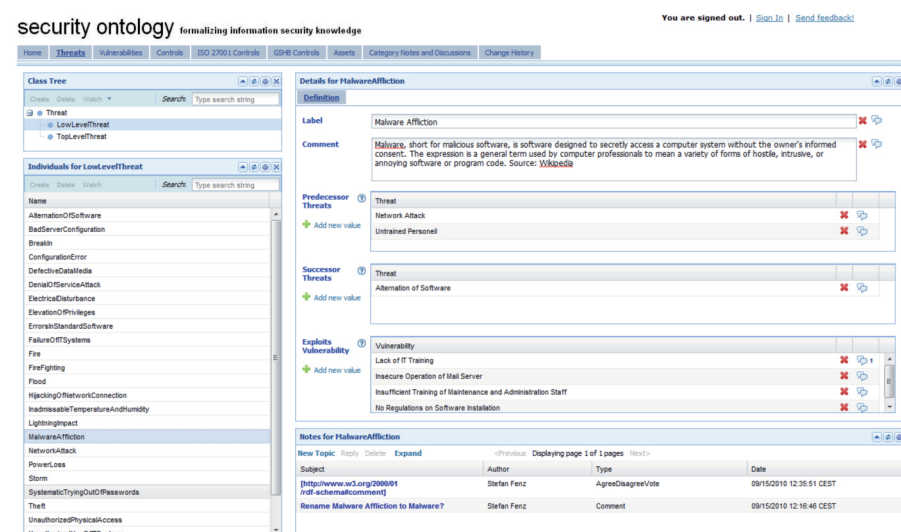 security ontology formalizing information security knowledge
You are signed out. | Sign In | Send feedback!
Home Threats Vulnerabilities Controls ISO 27001 Controls GSHB Controls Assets Category Notes and Discussions Change History
Class Tree
Create Delete Watch Search: Type search string
Threat
LowLevelThreat
TopLevelThreat
Individuals for LowLevelThreat
Create Delete Watch Search: Type search string
Name
AlternationOfSoftware
BadServerConfiguration
BreakIn
ConfigurationError
DefectiveDataMedia
DenialOfServiceAttack
ElectricalDisturbance
ElevationOfPrivileges
ErrorsInStandardSoftware
FailureOfITSystems
Fire
FireFighting
Flood
HijackingOfNetworkConnection
InadmissableTemperatureAndHumidity
LightningImpact
MalwareAffliction
NetworkAttack
PowerLoss
Storm
SystematicTryingOutOfPasswords
Theft
UnauthorizedPhysicalAccess
Details for MalwareAffliction
Definition
Label
Malware Affliction
Comment
Malware, short for malicious software, is software designed to secretly access a computer system without the owner's informed
consent. The expression is a general term used by computer professionals to mean a variety of forms of hostile, intrusive, or
annoying software or program code. Source: Wikipedia
Predecessor
Threats
Add new value
Threat
Network Attack
Untrained Personell
Successor
Threats
Add new value
Threat
Alternation of Software
Exploits
Vulnerability
Add new value
Vulnerability
Lack of IT Training 1
Insecure Operation of Mail Server
Insufficient Training of Maintenance and Administration Staff
No Regulations on Software Installation
Notes for MalwareAffliction
New Topic Reply Delete Expand <Previous Displaying page 1 of 1 pages Next>
Subject Author Type Date
[http://www.w3.org/2000/01 Stefan Fenz AgreeDisagreeVote 09/15/2010 12:35:51 CEST
/rdf-schema#comment]
Rename Malware Affliction to Malware? Stefan Fenz Comment 09/15/2010 12:16:46 CEST